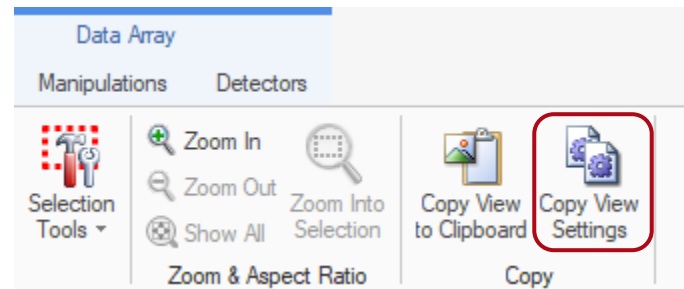 Data Array
Manipulations Detectors
Selection
Tools
Zoom In
Zoom Out
Show All
Zoom Into
Selection
Copy View
to Clipboard
Copy View
Settings
Zoom & Aspect Ratio
Copy